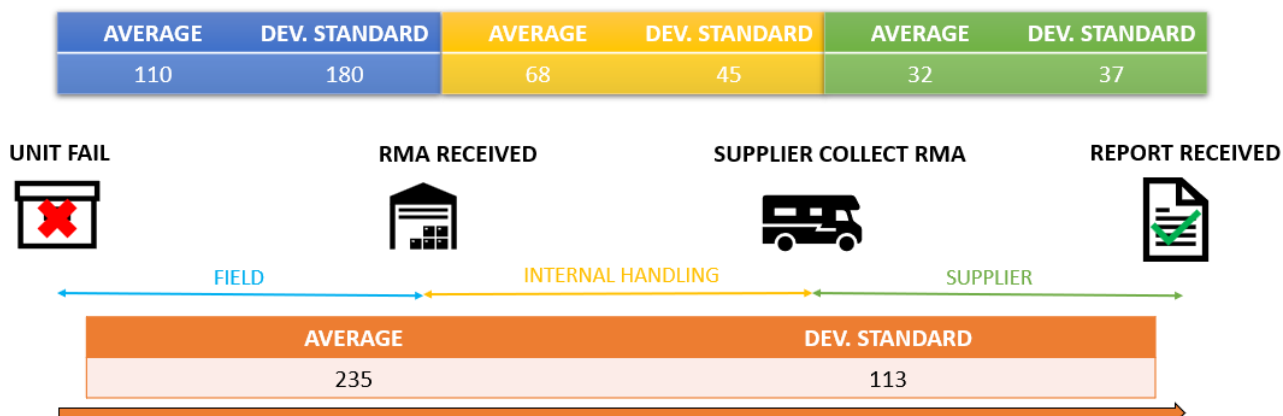 AVERAGE DEV. STANDARD AVERAGE DEV. STANDARD AVERAGE DEV. STANDARD
110 180 68 45 32 37
UNIT FAIL RMA RECEIVED SUPPLIER COLLECT RMA REPORT RECEIVED
FIELD INTERNAL HANDLING SUPPLIER
AVERAGE DEV. STANDARD
235 113